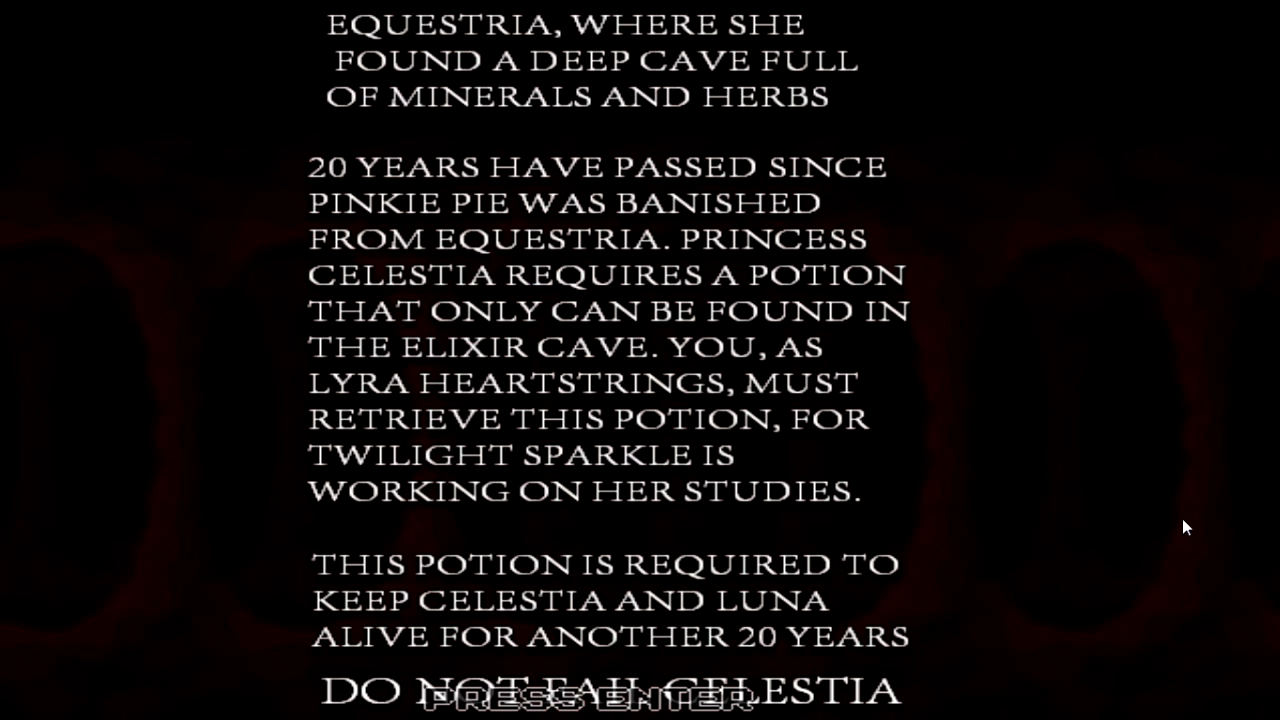 EQUESTRIA, WHERE SHE
FOUND A DEEP CAVE FULL
OF MINERALS AND HERBS
20 YEARS HAVE PASSED SINCE
PINKIE PIE WAS BANISHED
FROM EQUESTRIA. PRINCESS
CELESTIA REQUIRES A POTION
THAT ONLY CAN BE FOUND IN
THE ELIXIR CAVE. YOU, AS
LYRA HEARTSTRINGS, MUST
RETRIEVE THIS POTION, FOR
TWILIGHT SPARKLE IS
WORKING ON HER STUDIES.
THIS POTION IS REQUIRED TO
KEEP CELESTIA AND LUNA
ALIVE FOR ANOTHER 20 YEARS
DO NOT FAIL CELESTIA
PRESS ENTER